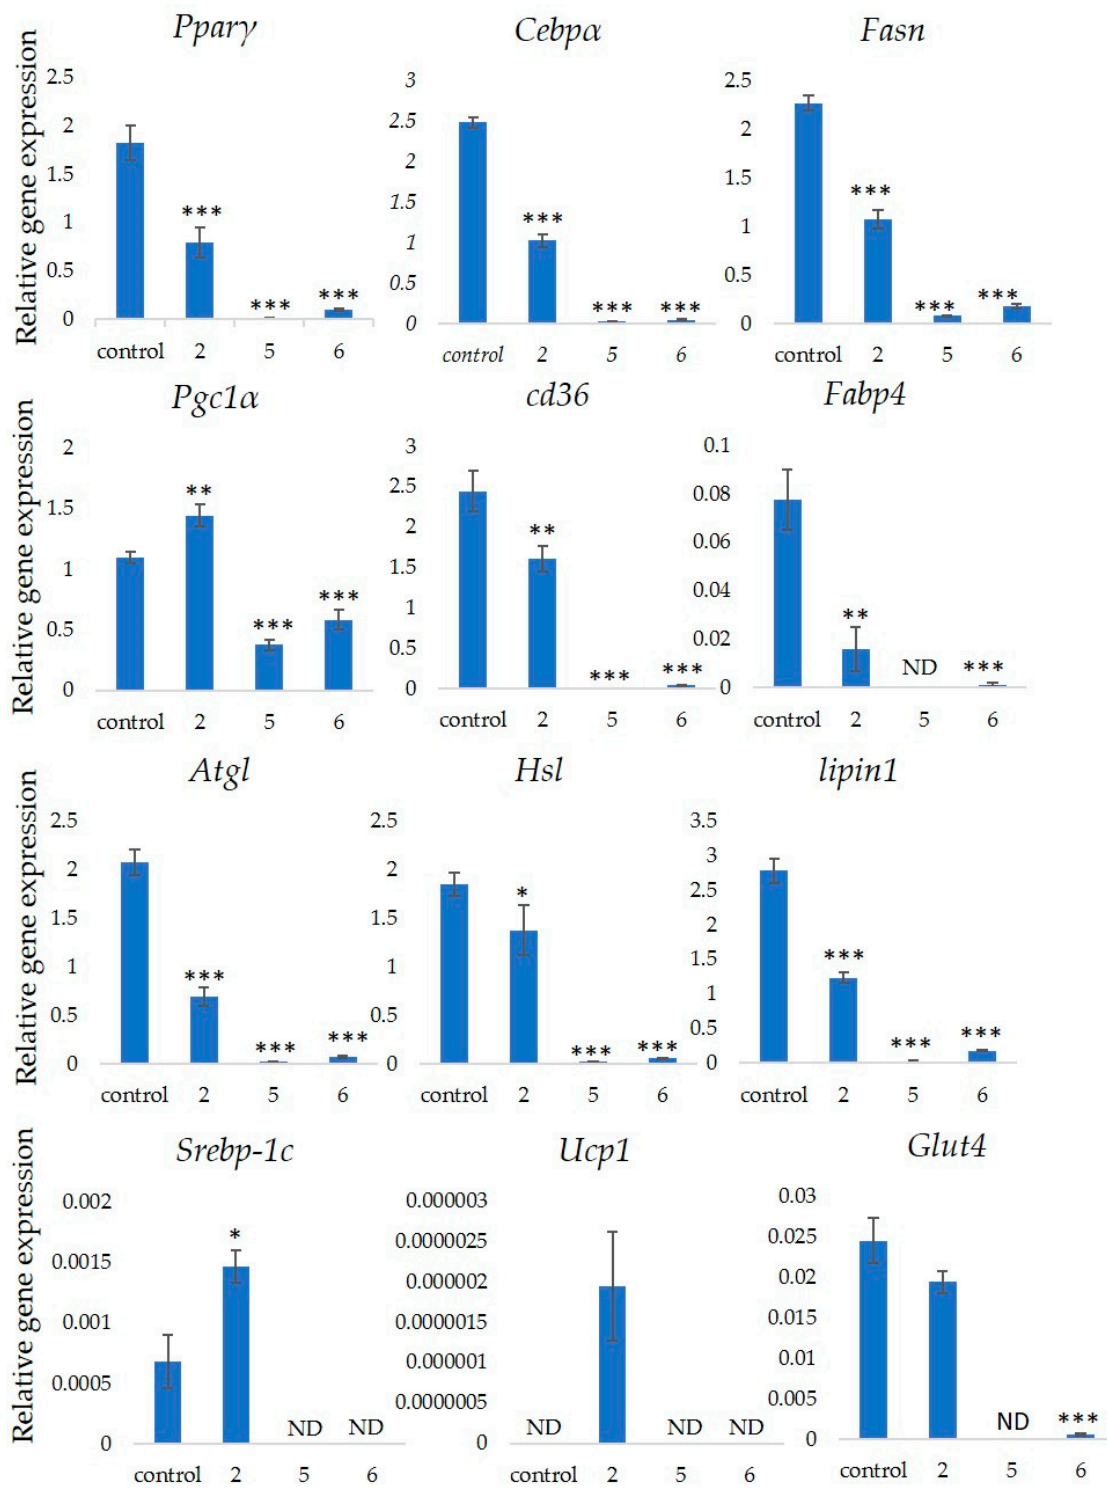 Pparγ
Cebpα
Fasn
Relative gene expression
2.5
2
1.5
1
0.5
0
***
***
***
control 2 5 6
3
2.5
2
1.5
1
0.5
0
***
***
***
control 2 5 6
2.5
2
1.5
1
0.5
0
***
***
***
control 2 5 6
Pgc1α
cd36
Fabp4
Relative gene expression
2
1.5
1
0.5
0
**
***
***
control 2 5 6
3
2.5
2
1.5
1
0.5
0
**
***
***
control 2 5 6
0.1
0.08
0.06
0.04
0.02
0
**
ND
***
control 2 5 6
Atgl
Hsl
lipin1
Relative gene expression
2.5
2
1.5
1
0.5
0
***
***
***
control 2 5 6
2.5
2
1.5
1
0.5
0
*
***
***
control 2 5 6
3.5
3
2.5
2
1.5
1
0.5
0
***
***
***
control 2 5 6
Srebp-1c
Ucp1
Glut4
Relative gene expression
0.002
0.0015
0.001
0.0005
0
*
ND
ND
control 2 5 6
0.000003
0.0000025
0.000002
0.0000015
0.000001
0.0000005
0
ND
ND
ND
control 2 5 6
0.03
0.025
0.02
0.015
0.01
0.005
0
ND
***
control 2 5 6